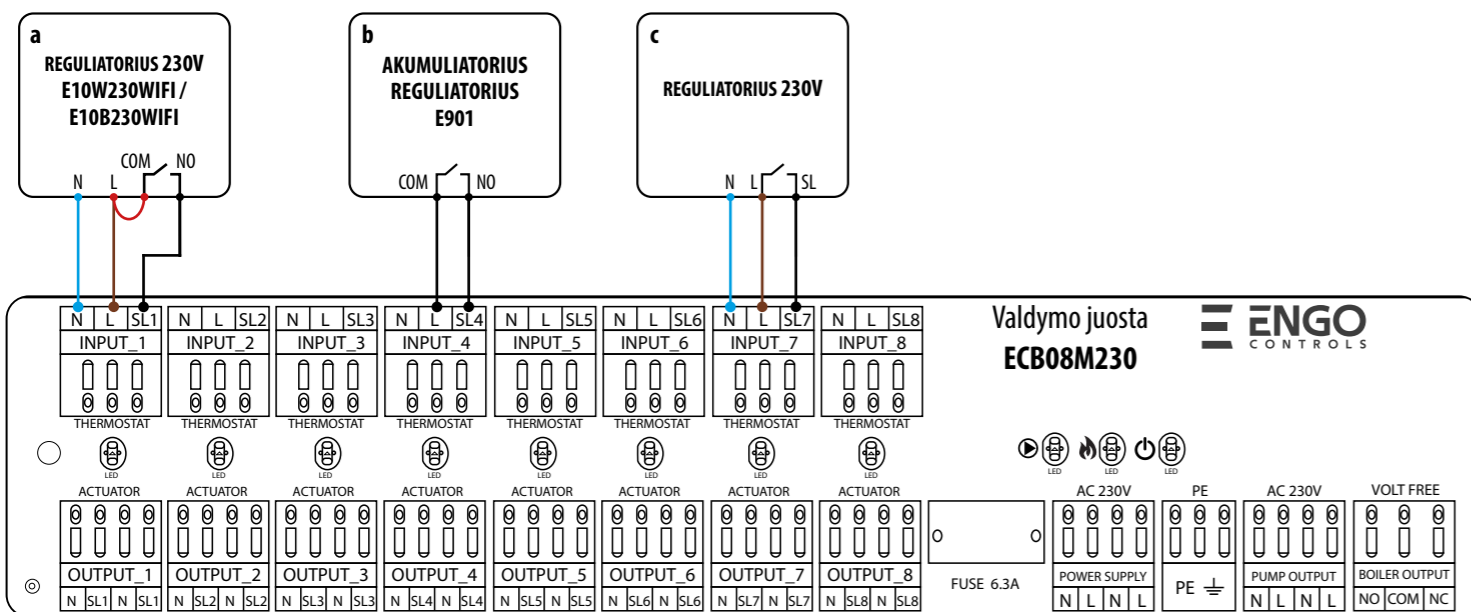 a
REGULIATORIUS 230V
E10W230WIFI /
E10B230WIFI
COM NO
N L
b
AKUMULIATORIUS
REGULIATORIUS
E901
COM NO
c
REGULIATORIUS 230V
N L SL
N L SL1 N L SL2 N L SL3 N L SL4 N L SL5 N L SL6 N L SL7 N L SL8
INPUT_1 INPUT_2 INPUT_3 INPUT_4 INPUT_5 INPUT_6 INPUT_7 INPUT_8
THERMOSTAT THERMOSTAT THERMOSTAT THERMOSTAT THERMOSTAT THERMOSTAT THERMOSTAT THERMOSTAT
Valdymo juosta
ECB08M230
ENGO
CONTROLS
LED LED LED LED LED LED LED LED LED LED LED
ACTUATOR ACTUATOR ACTUATOR ACTUATOR ACTUATOR ACTUATOR ACTUATOR ACTUATOR AC 230V PE AC 230V VOLT FREE
OUTPUT_1 OUTPUT_2 OUTPUT_3 OUTPUT_4 OUTPUT_5 OUTPUT_6 OUTPUT_7 OUTPUT_8 FUSE 6.3A POWER SUPPLY PE PUMP OUTPUT BOILER OUTPUT
N SL1 N SL1 N SL2 N SL2 N SL3 N SL3 N SL4 N SL4 N SL5 N SL5 N SL6 N SL6 N SL7 N SL7 N SL8 N SL8 N L N L N L N L NO COM NC